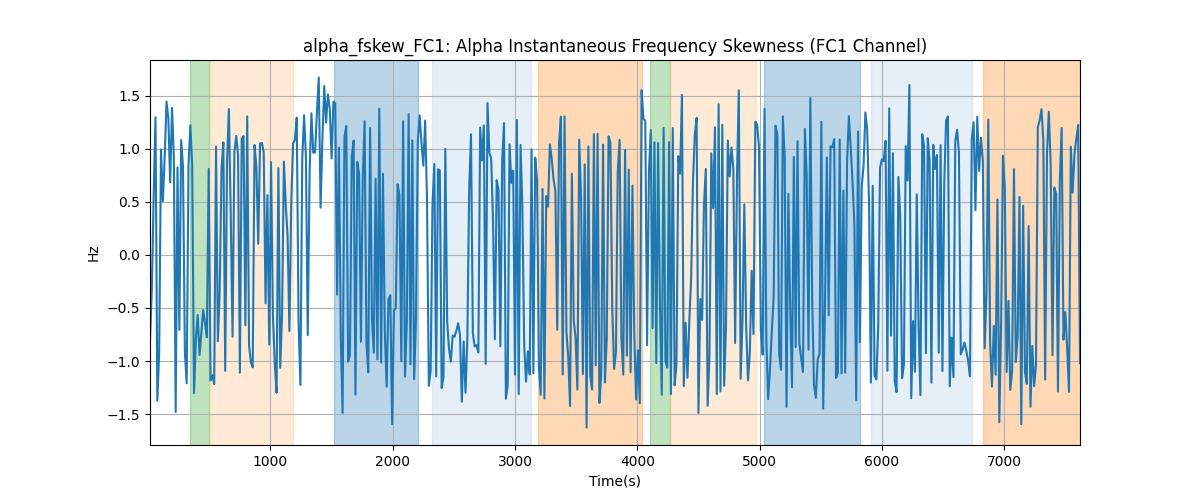 alpha_fskew_FC1: Alpha Instantaneous Frequency Skewness (FC1 Channel)
1.5
1.0
0.5
0.0
−0.5
−1.0
−1.5
Hz
1000 2000 3000 4000 5000 6000 7000
Time(s)